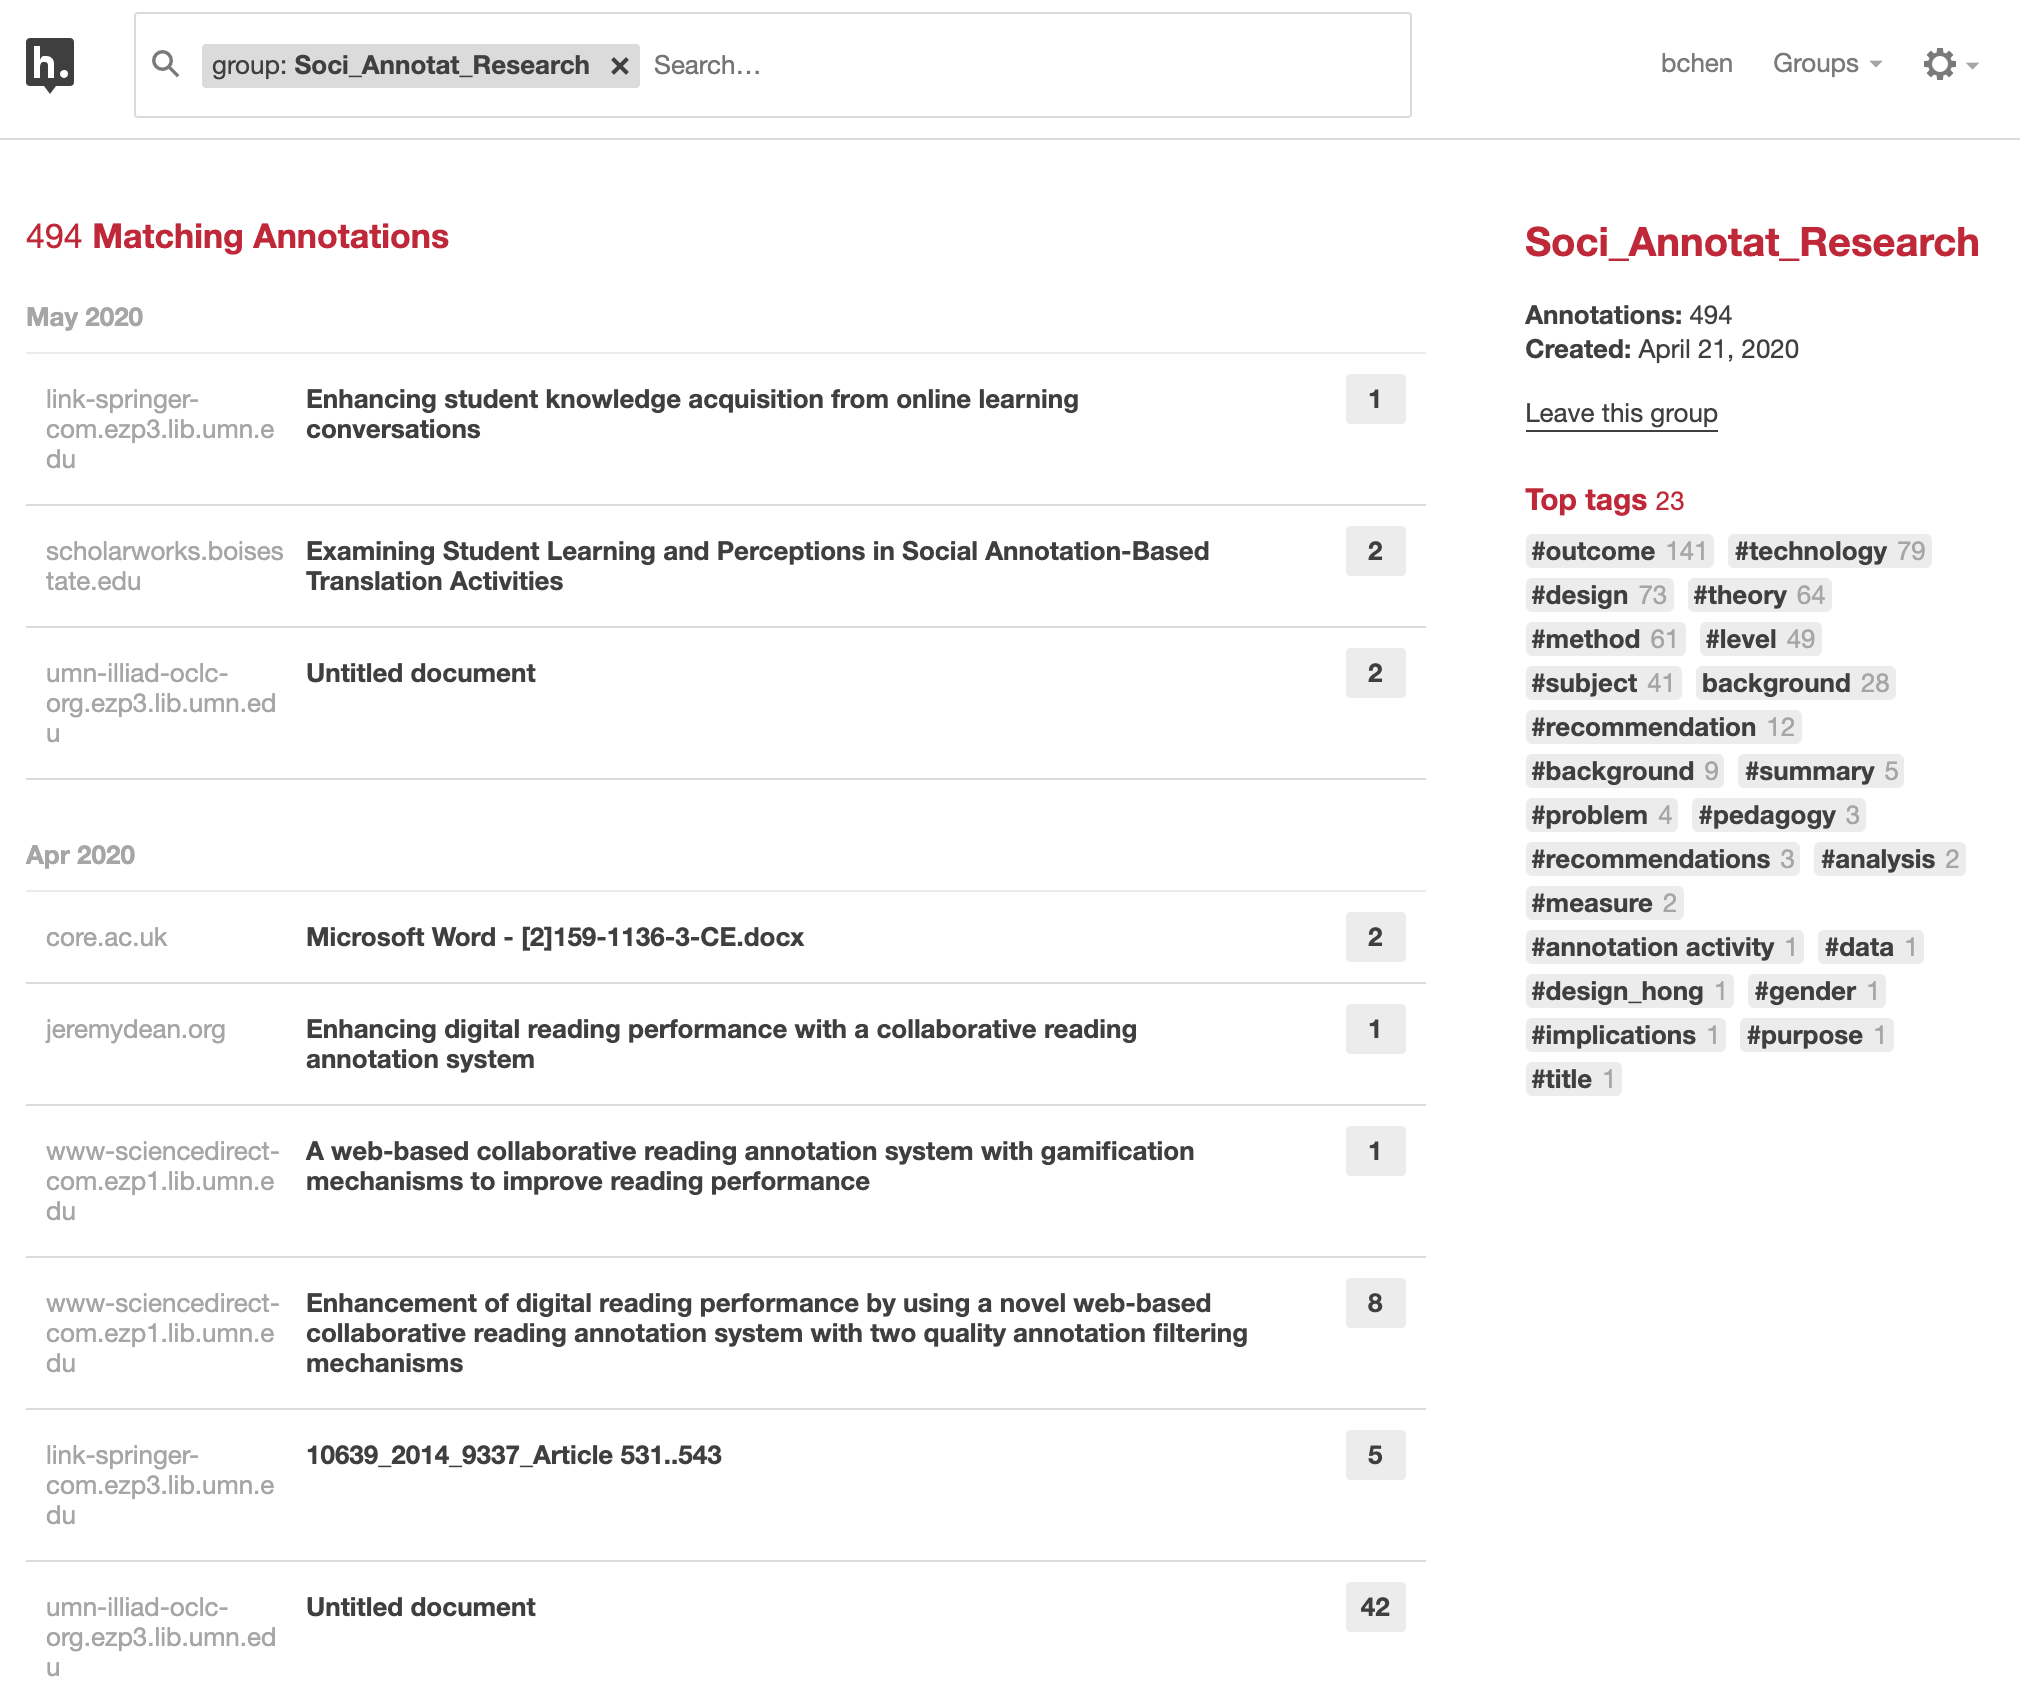 h.
group: Soci_Annotat_Research × Search...
bchen Groups
494 Matching Annotations
May 2020
link-springer-
com.ezp3.lib.umn.e
du
Enhancing student knowledge acquisition from online learning
conversations
1
scholarworks.boises
tate.edu
Examining Student Learning and Perceptions in Social Annotation-Based
Translation Activities
2
umn-illiad-oclc-
org.ezp3.lib.umn.ed
u
Untitled document
2
Apr 2020
core.ac.uk
Microsoft Word - [2]159-1136-3-CE.docx
2
jeremydean.org
Enhancing digital reading performance with a collaborative reading
annotation system
1
www-sciencedirect-
com.ezp1.lib.umn.e
du
A web-based collaborative reading annotation system with gamification
mechanisms to improve reading performance
1
www-sciencedirect-
com.ezp1.lib.umn.e
du
Enhancement of digital reading performance by using a novel web-based
collaborative reading annotation system with two quality annotation filtering
mechanisms
8
link-springer-
com.ezp3.lib.umn.e
du
10639_2014_9337_Article 531..543
5
umn-illiad-oclc-
org.ezp3.lib.umn.ed
u
Untitled document
42
Soci_Annotat_Research
Annotations: 494
Created: April 21, 2020
Leave this group
Top tags 23
#outcome 141 #technology 79
#design 73 #theory 64
#method 61 #level 49
#subject 41 background 28
#recommendation 12
#background 9 #summary 5
#problem 4 #pedagogy 3
#recommendations 3 #analysis 2
#measure 2
#annotation activity 1 #data 1
#design_hong 1 #gender 1
#implications 1 #purpose 1
#title 1